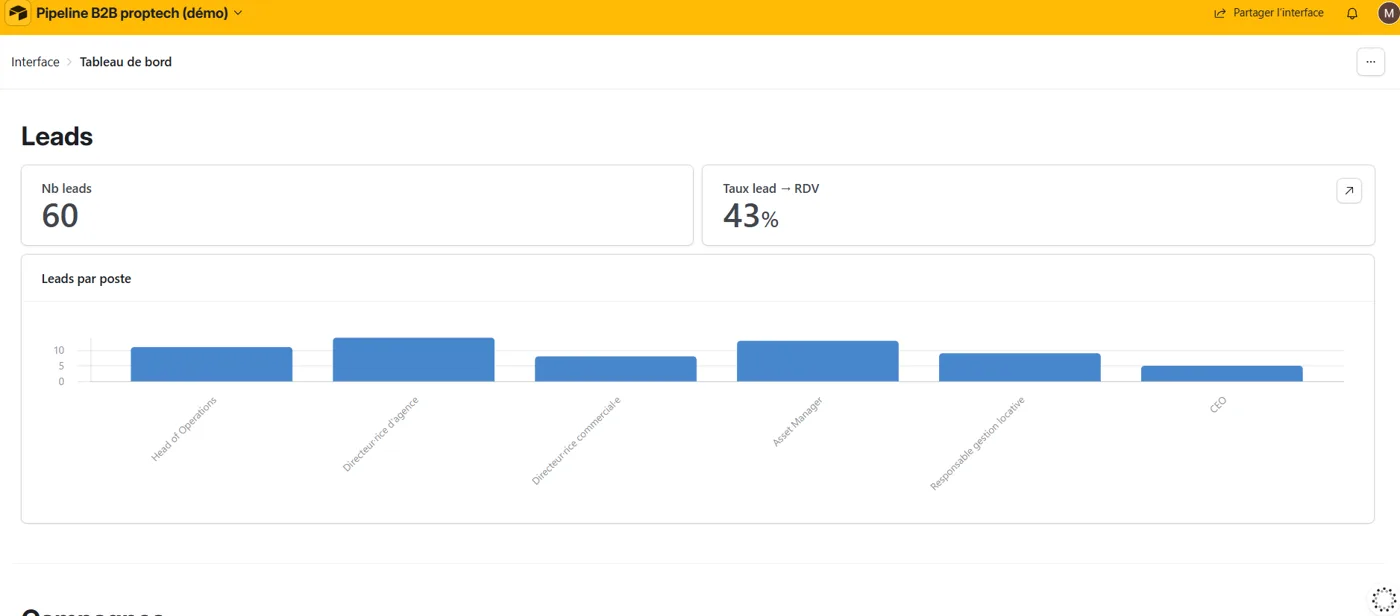 Pipeline B2B proptech (démo)
Partager l'interface
M
Interface > Tableau de bord
...
Leads
Nb leads
60
Taux lead → RDV
43%
Leads par poste
10
5
0
Head of Operations
Directeur·rice d'agence
Directeur·rice commercial·e
Asset Manager
Responsable gestion locative
CEO